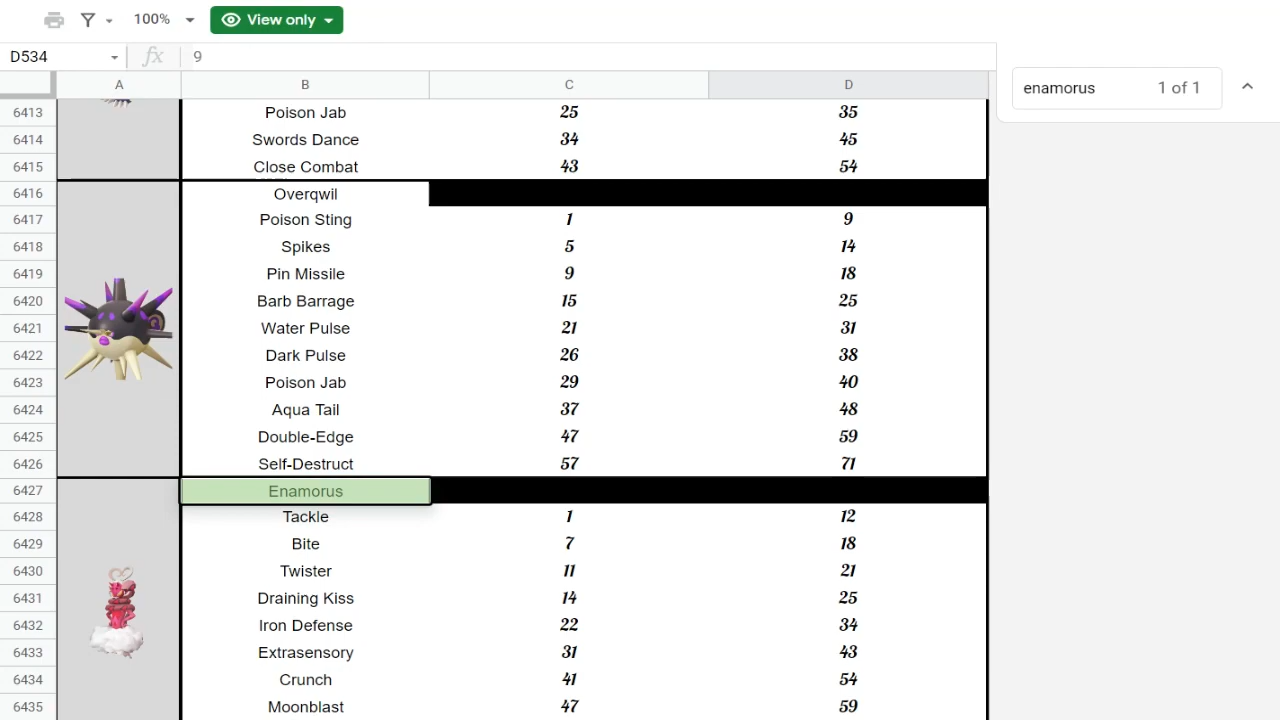 100% View only
D534 fx 9
enamorus 1 of 1
A B C D
6413 Poison Jab 25 35
6414 Swords Dance 34 45
6415 Close Combat 43 54
6416 Overqwil
6417 Poison Sting 1 9
6418 Spikes 5 14
6419 Pin Missile 9 18
6420 Barb Barrage 15 25
6421 Water Pulse 21 31
6422 Dark Pulse 26 38
6423 Poison Jab 29 40
6424 Aqua Tail 37 48
6425 Double-Edge 47 59
6426 Self-Destruct 57 71
6427 Enamorus
6428 Tackle 1 12
6429 Bite 7 18
6430 Twister 11 21
6431 Draining Kiss 14 25
6432 Iron Defense 22 34
6433 Extrasensory 31 43
6434 Crunch 41 54
6435 Moonblast 47 59